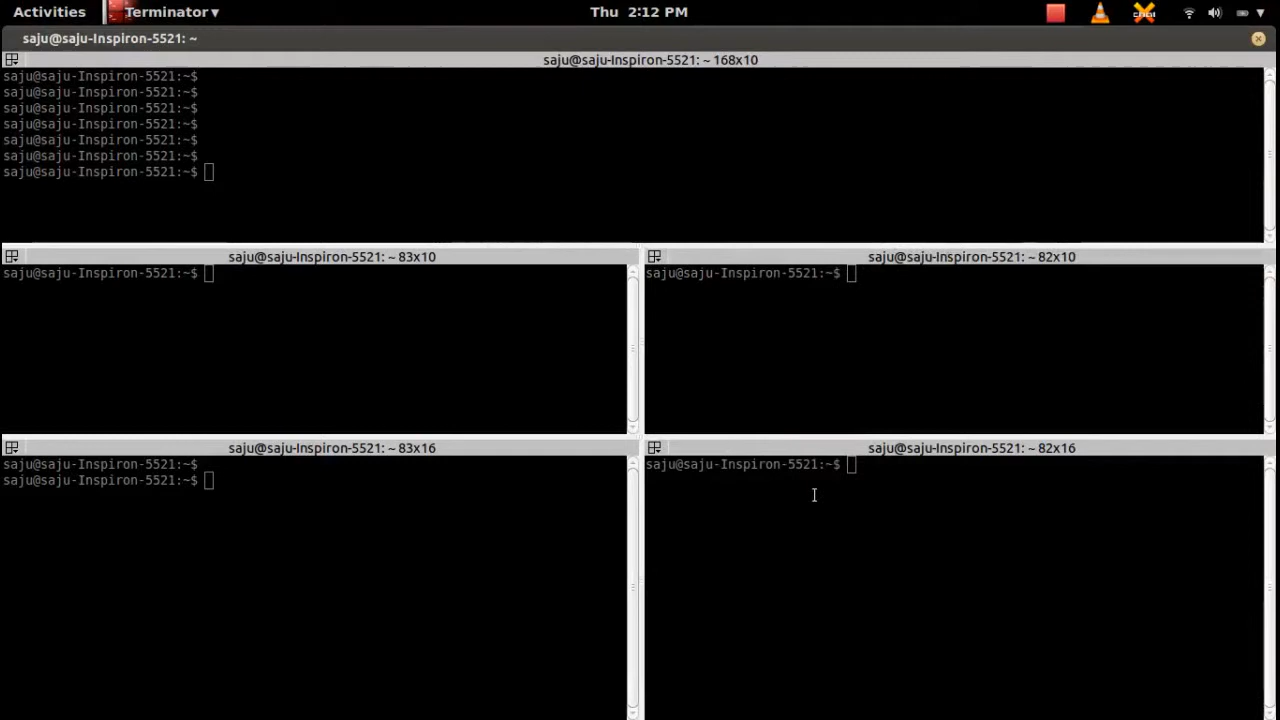 Activities Terminator Thu 2:12 PM
saju@saju-Inspiron-5521: ~
saju@saju-Inspiron-5521: ~ 168x10
saju@saju-Inspiron-5521:~$
saju@saju-Inspiron-5521:~$
saju@saju-Inspiron-5521:~$
saju@saju-Inspiron-5521:~$
saju@saju-Inspiron-5521:~$
saju@saju-Inspiron-5521:~$
saju@saju-Inspiron-5521:~$
saju@saju-Inspiron-5521: ~ 83x10
saju@saju-Inspiron-5521:~$
saju@saju-Inspiron-5521: ~ 82x10
saju@saju-Inspiron-5521:~$
saju@saju-Inspiron-5521: ~ 83x16
saju@saju-Inspiron-5521:~$
saju@saju-Inspiron-5521:~$
saju@saju-Inspiron-5521: ~ 82x16
saju@saju-Inspiron-5521:~$